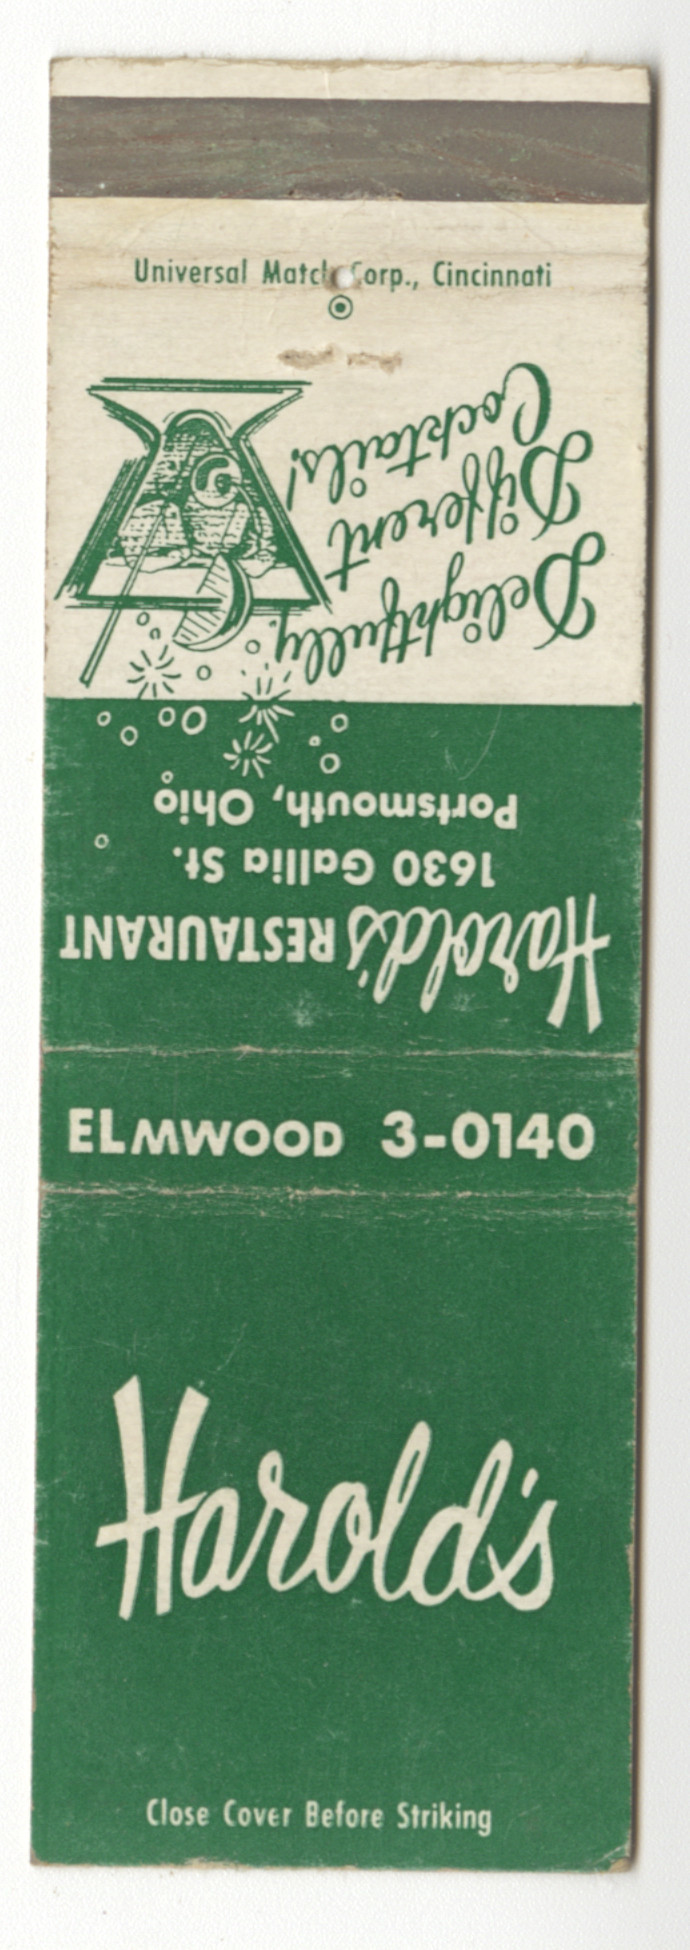 Universal Match Corp., Cincinnati
Delightfully
Different
Cocktails!
Harold's RESTAURANT
1630 Gallia St.
Portsmouth, Ohio
ELMWOOD 3-0140
Harold's
Close Cover Before Striking